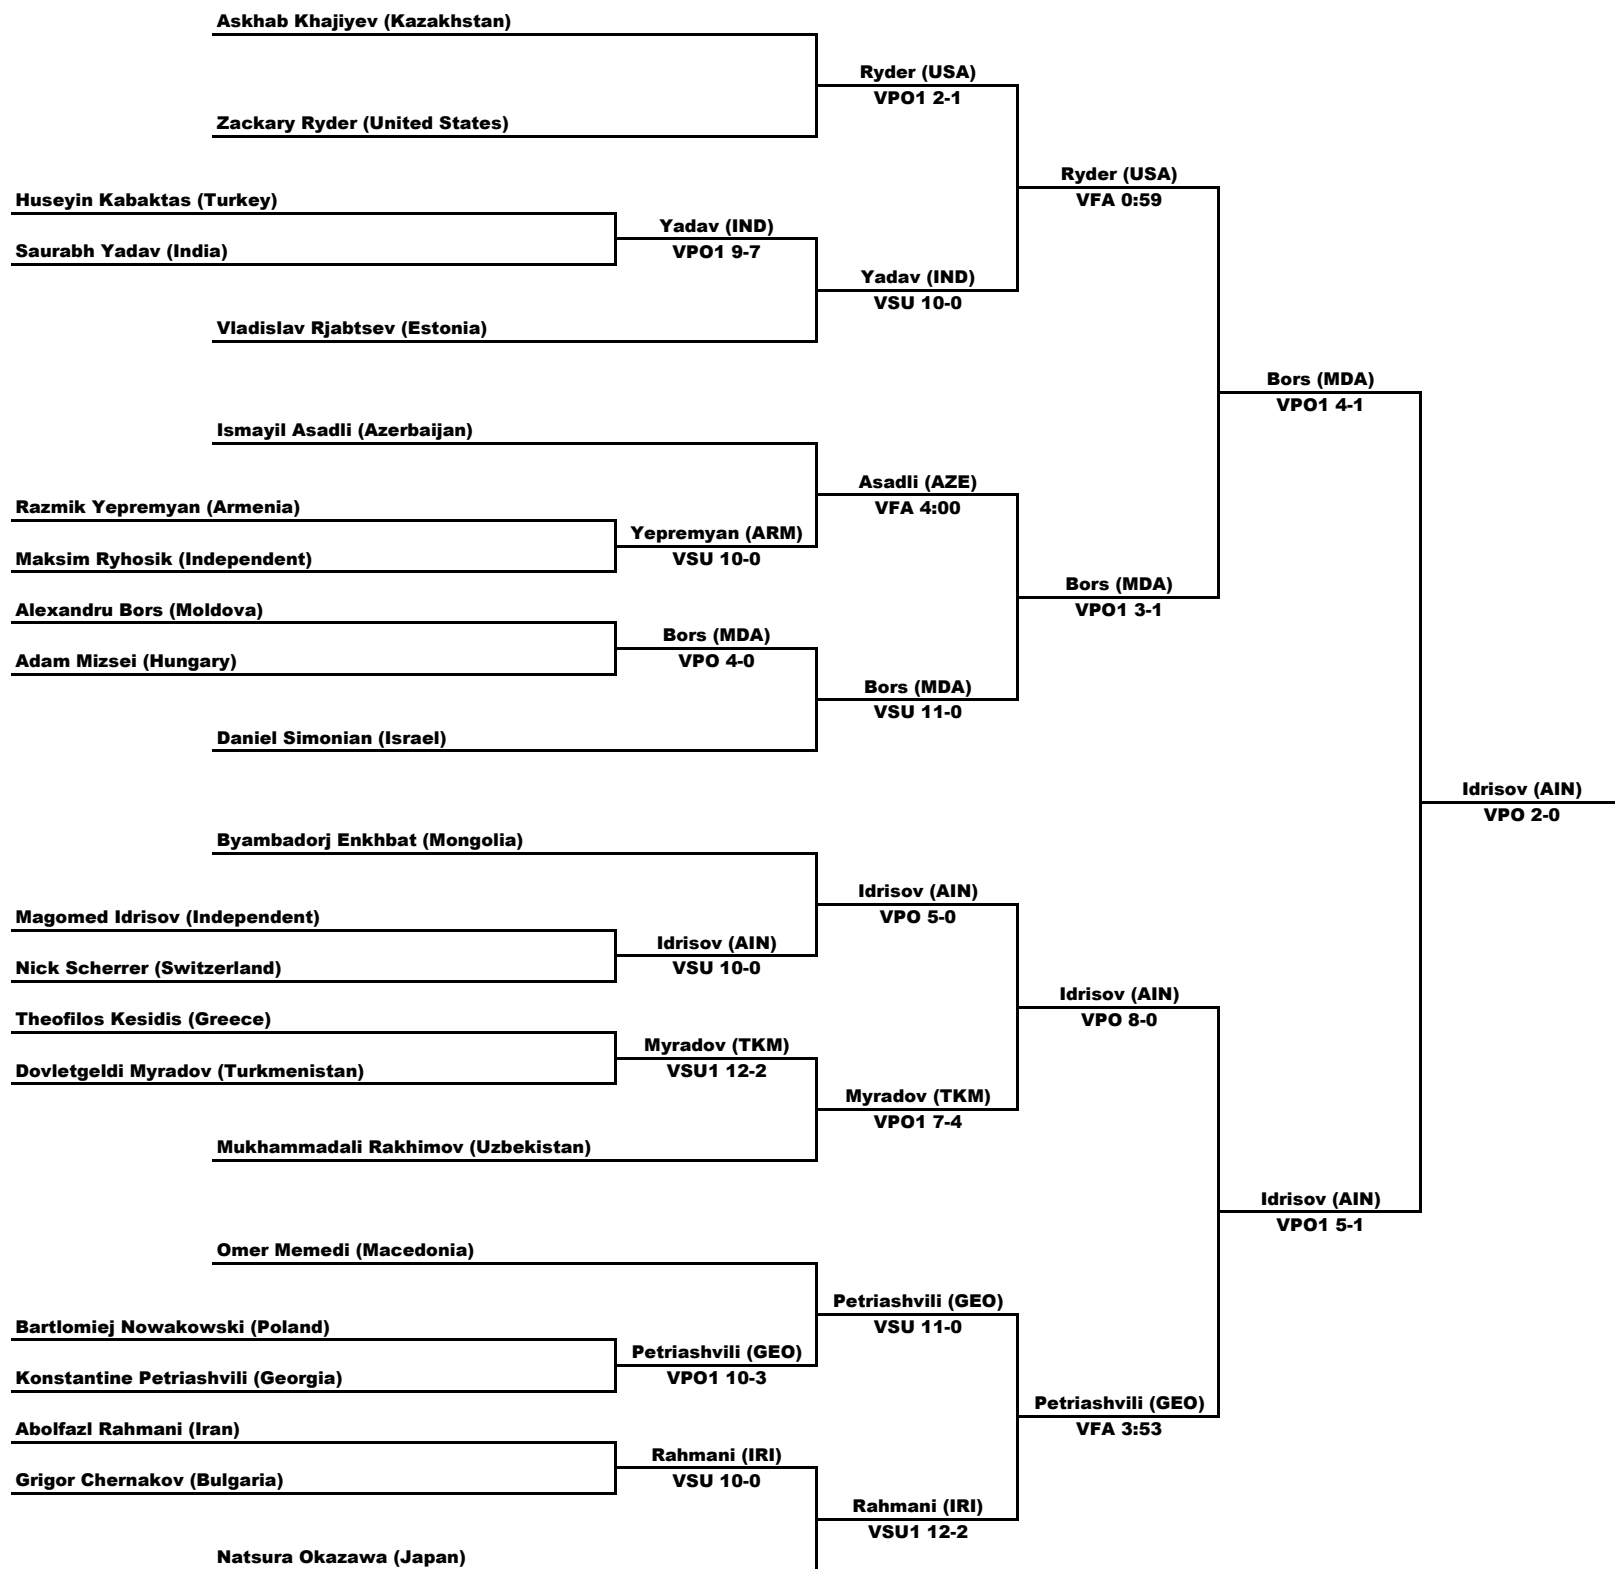 Askhab Khajiyev (Kazakhstan)
Ryder (USA)
VPO1 2-1
Zackary Ryder (United States)
Ryder (USA)
VFA 0:59
Huseyin Kabaktas (Turkey)
Yadav (IND)
VPO1 9-7
Saurabh Yadav (India)
Yadav (IND)
VSU 10-0
Vladislav Rjabtsev (Estonia)
Bors (MDA)
VPO1 4-1
Ismayil Asadli (Azerbaijan)
Asadli (AZE)
VFA 4:00
Razmik Yepremyan (Armenia)
Yepremyan (ARM)
VSU 10-0
Maksim Ryhosik (Independent)
Bors (MDA)
VPO1 3-1
Alexandru Bors (Moldova)
Bors (MDA)
VPO 4-0
Adam Mizsei (Hungary)
Bors (MDA)
VSU 11-0
Daniel Simonian (Israel)
Idrisov (AIN)
VPO 2-0
Byambadorj Enkhbat (Mongolia)
Idrisov (AIN)
VPO 5-0
Magomed Idrisov (Independent)
Idrisov (AIN)
VSU 10-0
Nick Scherrer (Switzerland)
Idrisov (AIN)
VPO 8-0
Theofilos Kesidis (Greece)
Myradov (TKM)
VSU1 12-2
Dovletgeldi Myradov (Turkmenistan)
Myradov (TKM)
VPO1 7-4
Mukhammadali Rakhimov (Uzbekistan)
Idrisov (AIN)
VPO1 5-1
Omer Memedi (Macedonia)
Petriashvili (GEO)
VSU 11-0
Bartlomiej Nowakowski (Poland)
Petriashvili (GEO)
VPO1 10-3
Konstantine Petriashvili (Georgia)
Petriashvili (GEO)
VFA 3:53
Abolfazl Rahmani (Iran)
Rahmani (IRI)
VSU 10-0
Grigor Chernakov (Bulgaria)
Rahmani (IRI)
VSU1 12-2
Natsura Okazawa (Japan)